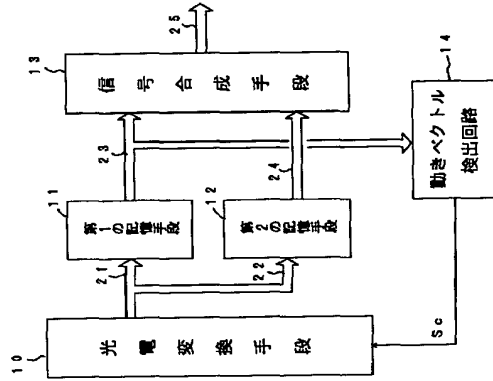 10
光電変換手段
21
22
11
第1の記憶手段
12
第2の記憶手段
23
24
13
信号合成手段
25
14
動きベクトル
検出回路
Sc